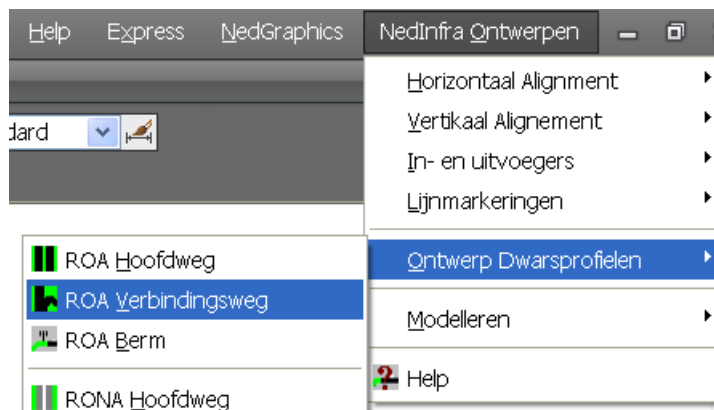 Help Express NedGraphics NedInfra Ontwerpen
Horizontaal Alignment
dard
Vertikaal Alignement
In- en uitvoegers
Lijnmarkeringen
Ontwerp Dwarsprofielen
ROA Hoofdweg
ROA Verbindingsweg
ROA Berm
RONA Hoofdweg
Modelleren
Help